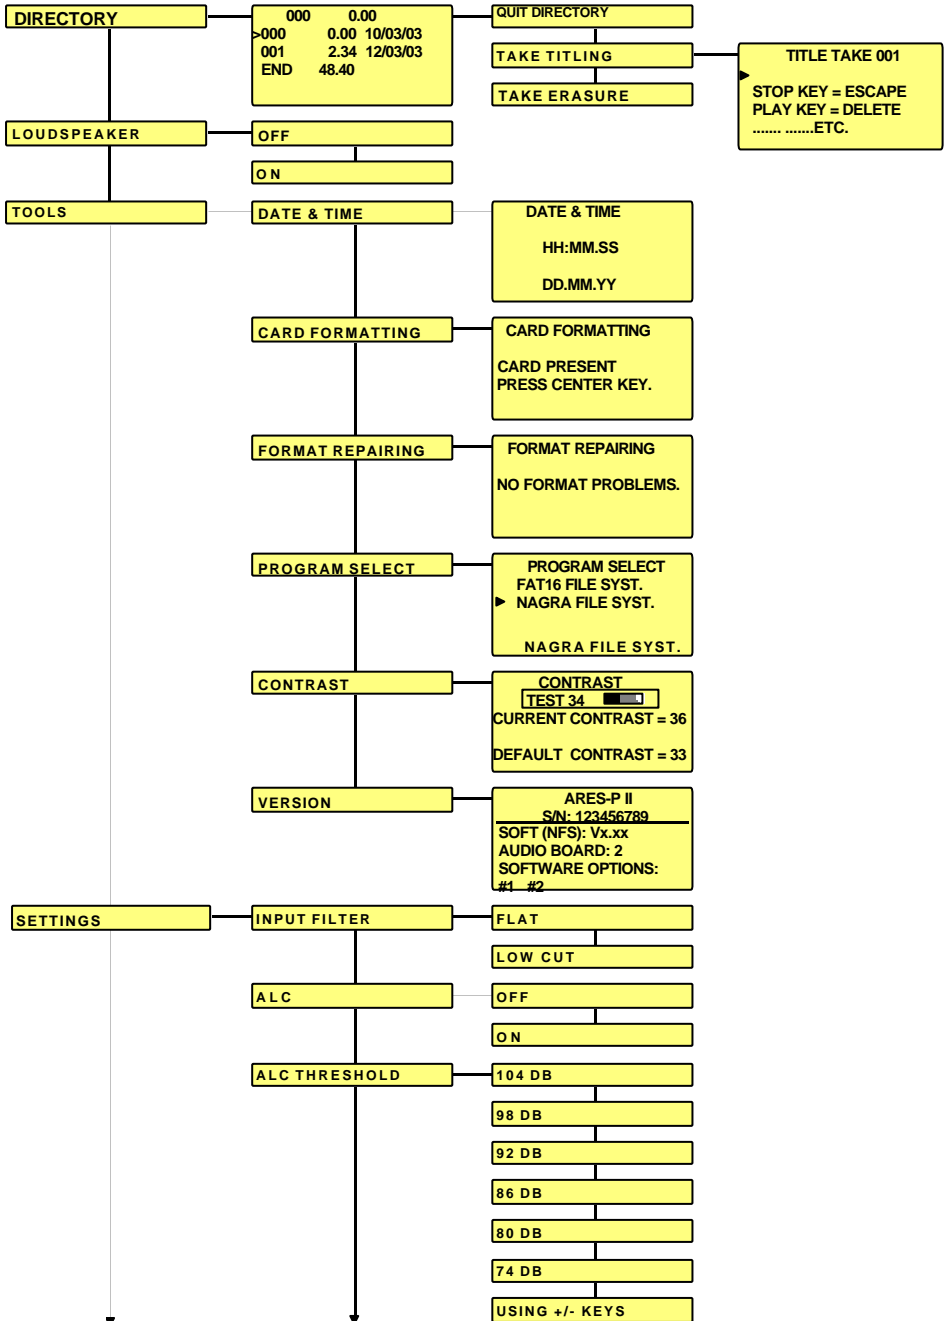 DIRECTORY
000 0.00
>000 0.00 10/03/03
001 2.34 12/03/03
END 48.40
QUIT DIRECTORY
TAKE TITLING
TAKE ERASURE
TITLE TAKE 001
STOP KEY = ESCAPE
PLAY KEY = DELETE
....... .......ETC.
LOUDSPEAKER
OFF
ON
TOOLS
DATE & TIME
DATE & TIME
HH:MM.SS
DD.MM.YY
CARD FORMATTING
CARD FORMATTING
CARD PRESENT
PRESS CENTER KEY.
FORMAT REPAIRING
FORMAT REPAIRING
NO FORMAT PROBLEMS.
PROGRAM SELECT
PROGRAM SELECT
FAT16 FILE SYST.
NAGRA FILE SYST.
NAGRA FILE SYST.
CONTRAST
CONTRAST
TEST 34
CURRENT CONTRAST = 36
DEFAULT CONTRAST = 33
VERSION
ARES-P II
S/N: 123456789
SOFT (NFS): Vx.xx
AUDIO BOARD: 2
SOFTWARE OPTIONS:
#1 #2
SETTINGS
INPUT FILTER
FLAT
LOW CUT
ALC
OFF
ON
ALC THRESHOLD
104 DB
98 DB
92 DB
86 DB
80 DB
74 DB
USING +/- KEYS